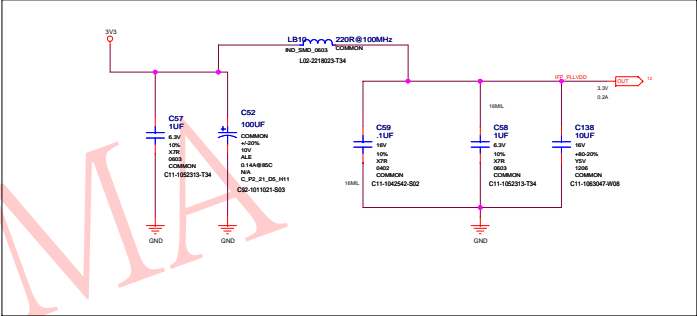 3V3
LB10 220R@100MHz
IND_SMD_0603 COMMON
L02-2218023-T34
IFP_PLLVDD
OUT
12
3.3V
0.2A
16MIL
C57
1UF
6.3V
10%
X7R
0603
COMMON
C11-1052313-T34
C52
100UF
COMMON
+/-20%
10V
ALE
0.14A@85C
N/A
C_P2_21_D5_H11
C92-1011021-S03
C59
.1UF
16V
10%
X7R
0402
COMMON
C11-1042542-S02
16MIL
C58
1UF
6.3V
10%
X7R
0603
COMMON
C11-1052313-T34
C138
10UF
16V
+80-20%
Y5V
1206
COMMON
C11-1063047-W08
GND
GND
GND
MA